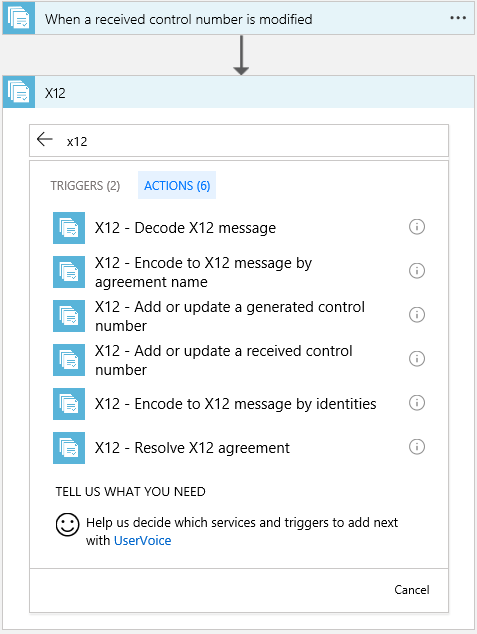 When a received control number is modified
X12
x12
TRIGGERS (2) ACTIONS (6)
X12 - Decode X12 message
X12 - Encode to X12 message by
agreement name
X12 - Add or update a generated control
number
X12 - Add or update a received control
number
X12 - Encode to X12 message by identities
X12 - Resolve X12 agreement
TELL US WHAT YOU NEED
Help us decide which services and triggers to add next
with UserVoice
Cancel